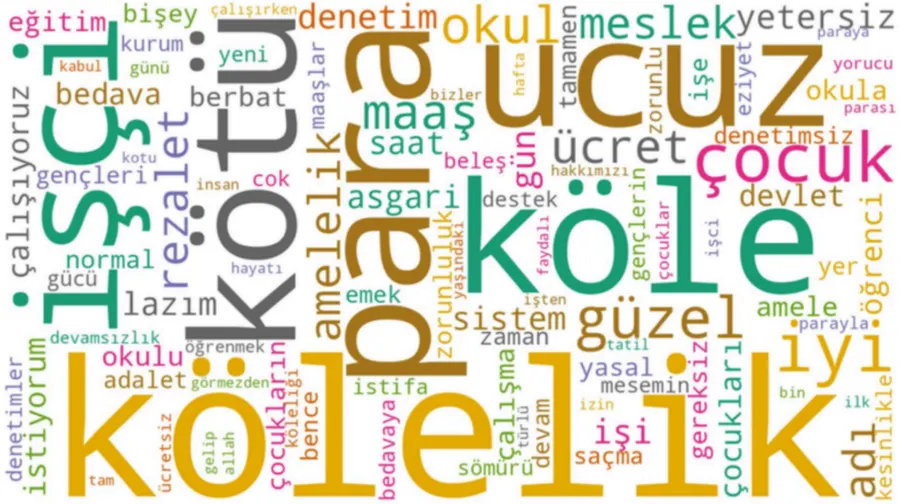 eğitim
bişey
çalışırken
denetim
okul
tamamen
meslek
yetersiz
paraya
işçi
kurum
yeni
kötü
maaşlar
para
ucuz
hafta
zorunlu
işe
eziyet
yorucu
kabul
günü
bedava
berbat
bizler
maaş
okula
parası
çalışıyoruz
rezalet
saat
beleş
gün
ücret
denetimsiz
çocuk
kotu
gençleri
insan
cok
amelelik
asgari
destek
hakkımızı
devlet
köle
normal
gücü
hayatı
zorunluluk
yaşındaki
faydalı
gençlerin
çocuklar
işçi
yer
öğrenci
lazım
emek
işten
sistem
güzel
amele
parayla
devamsızlık
öğrenmek
zaman
tatil
iyi
denetimler
istiyorum
okulu
adalet
görmezden
çocukların
köleliği
bence
istifa
çalışma
yasal
mesemin
gereksiz
çocukları
bin
ilk
kölelik
tam
ücretsiz
gelip
allah
bedavaya
sömürü
türlü
devam
izin
işi
saçma
adı
kesinlikle